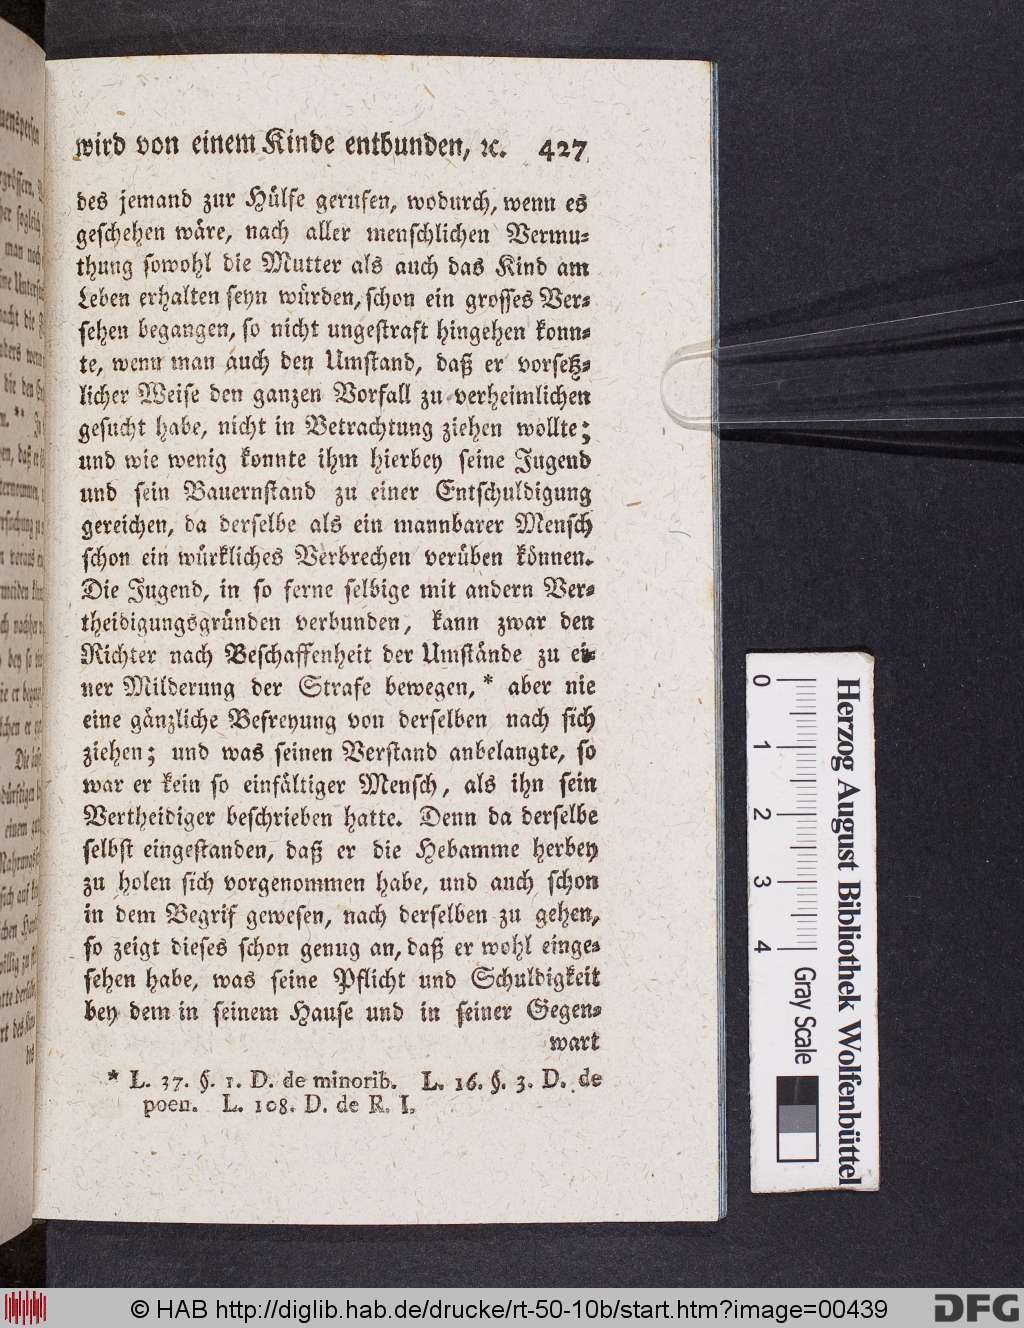 wird von einem Kinde entbunden, ꝛc. 427
des jemand zur Hülfe gerufen, wodurch, wenn es
geschehen wäre, nach aller menschlichen Vermu⸗
thung sowohl die Mutter als auch das Kind am
Leben erhalten seyn würden, schon ein grosses Ver⸗
sehen begangen, so nicht ungestraft hingehen konn⸗
te, wenn man auch den Umstand, daß er vorsetz⸗
licher Weise den ganzen Vorfall zu verheimlichen
gesucht habe, nicht in Betrachtung ziehen wollte;
und wie wenig konnte ihm hierbey seine Jugend
und sein Bauernstand zu einer Entschuldigung
gereichen, da derselbe als ein mannbarer Mensch
schon ein würkliches Verbrechen verüben können.
Die Jugend, in so ferne selbige mit andern Ver⸗
theidigungsgründen verbunden, kann zwar den
Richter nach Beschaffenheit der Umstände zu ei⸗
ner Milderung der Strafe bewegen, * aber nie
eine gänzliche Befreyung von derselben nach sich
ziehen; und was seinen Verstand anbelangte, so
war er kein so einfältiger Mensch, als ihn sein
Vertheidiger beschrieben hatte. Denn da derselbe
selbst eingestanden, daß er die Hebamme herbey
zu holen sich vorgenommen habe, und auch schon
in dem Begrif gewesen, nach derselben zu gehen,
so zeigt dieses schon genug an, daß er wohl einge⸗
sehen habe, was seine Pflicht und Schuldigkeit
bey dem in seinem Hause und in seiner Gegen⸗
wart
* L. 37. §. 1. D. de minorib. L. 16. §. 3. D. de
poen. L. 108. D. de R. I.
0 1 2 3 4 Gray Scale
Herzog August Bibliothek Wolfenbüttel
© HAB http://diglib.hab.de/drucke/rt-50-10b/start.htm?image=00439
DFG